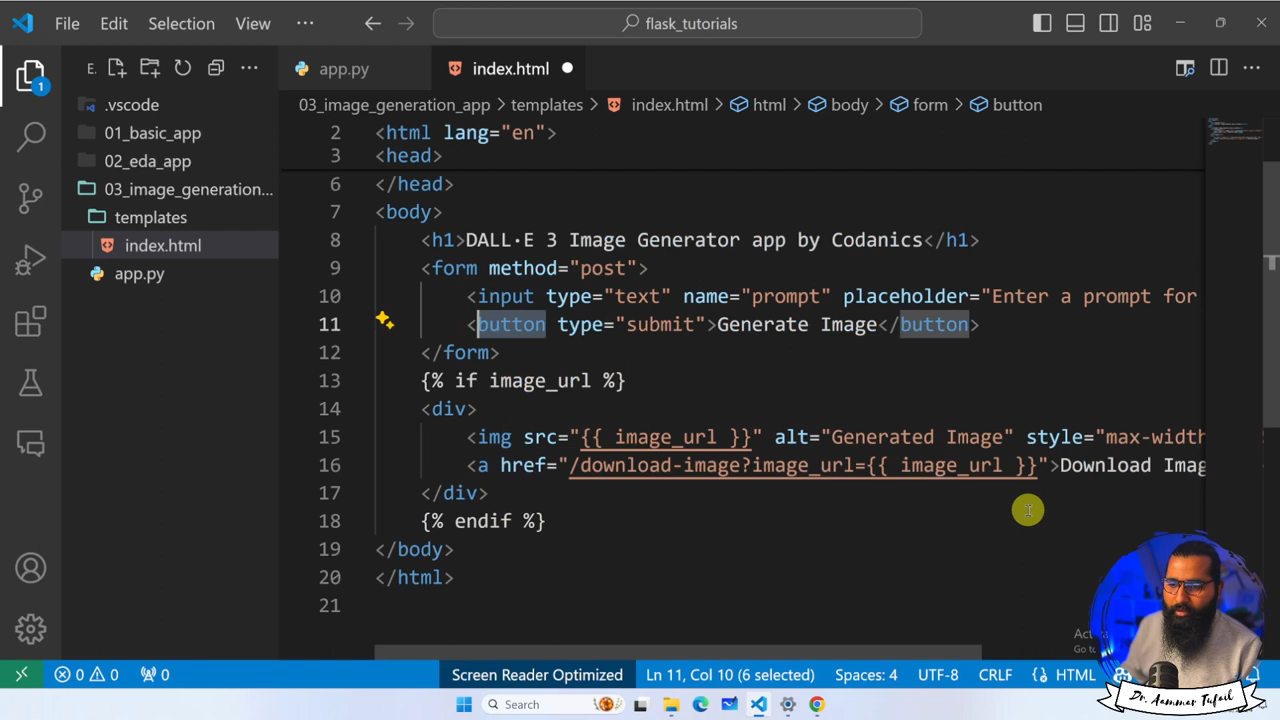 File Edit Selection View ··· flask_tutorials
E. ··· app.py index.html ···
03_image_generation_app > templates > index.html > html > body > form > button
1
.vscode
01_basic_app
02_eda_app
03_image_generation...
templates
index.html
app.py
2 <html lang="en">
3 <head>
6 </head>
7 <body>
8 <h1>DALL·E 3 Image Generator app by Codanics</h1>
9 <form method="post">
10 <input type="text" name="prompt" placeholder="Enter a prompt for
11 <button type="submit">Generate Image</button>
12 </form>
13 {% if image_url %}
14 <div>
15 <img src="{{ image_url }}" alt="Generated Image" style="max-width
16 <a href="/download-image?image_url={{ image_url }}">Download Imag
17 </div>
18 {% endif %}
19 </body>
20 </html>
21
0 0 0 Screen Reader Optimized Ln 11, Col 10 (6 selected) Spaces: 4 UTF-8 CRLF {} HTML
Search
Dr. Aammar Tufail